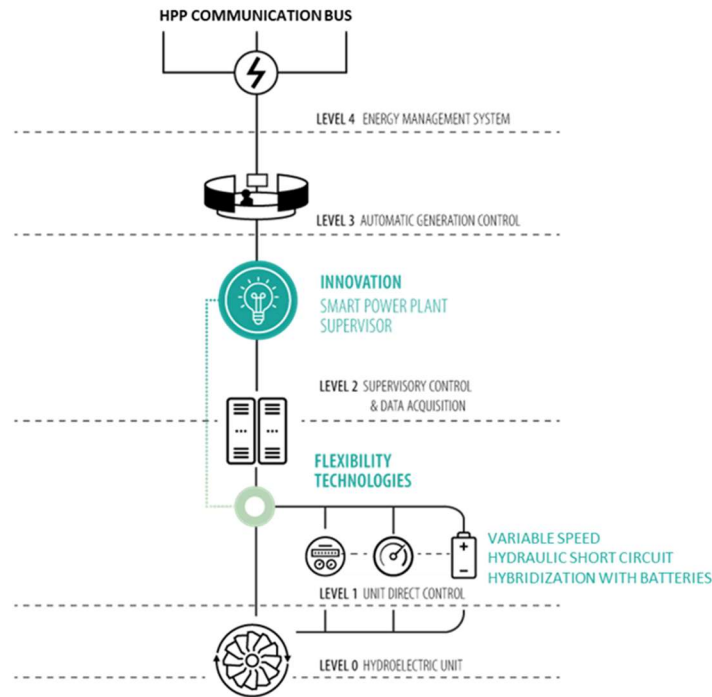 HPP COMMUNICATION BUS
LEVEL 4 ENERGY MANAGEMENT SYSTEM
LEVEL 3 AUTOMATIC GENERATION CONTROL
INNOVATION
SMART POWER PLANT
SUPERVISOR
LEVEL 2 SUPERVISORY CONTROL
& DATA ACQUISITION
FLEXIBILITY
TECHNOLOGIES
VARIABLE SPEED
HYDRAULIC SHORT CIRCUIT
HYBRIDIZATION WITH BATTERIES
LEVEL 1 UNIT DIRECT CONTROL
LEVEL 0 HYDROELECTRIC UNIT